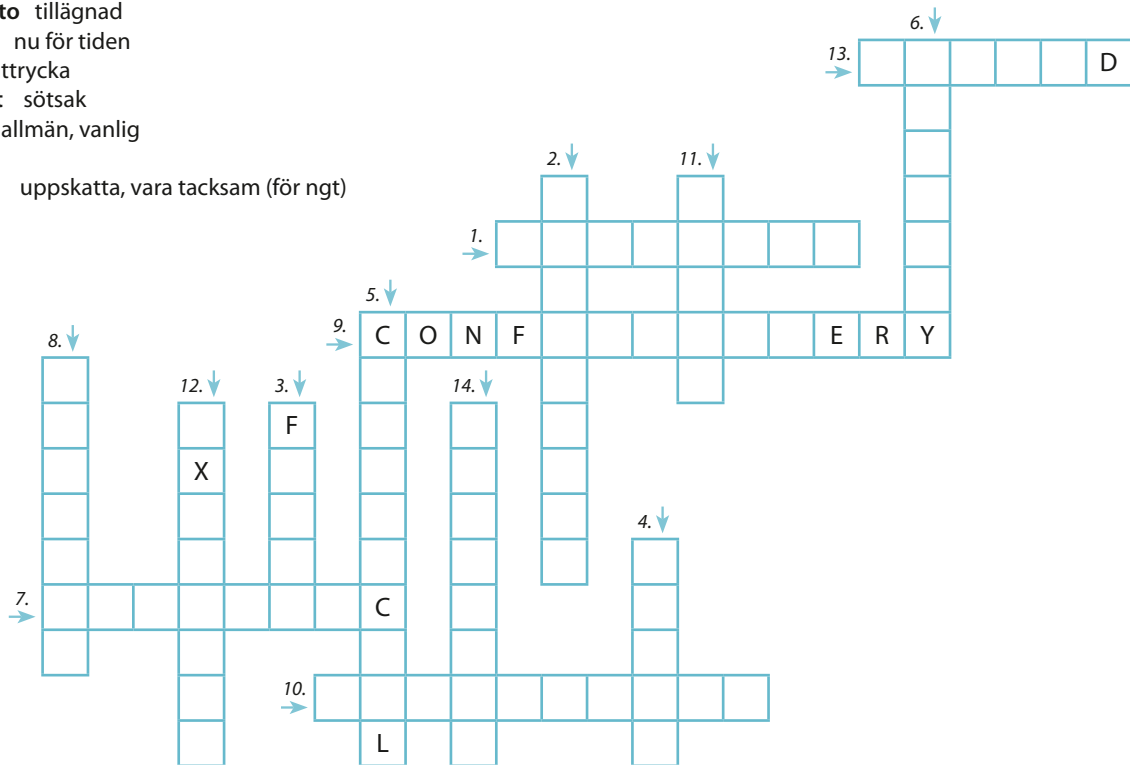 to tillägnad
nu för tiden
ttrycka
: sötsak
allmän, vanlig
uppskatta, vara tacksam (för ngt)
6.
13.
D
2.
11.
1.
5.
9.
C O N F E R Y
8.
12.
3.
14.
F
X
4.
7.
C
10.
L